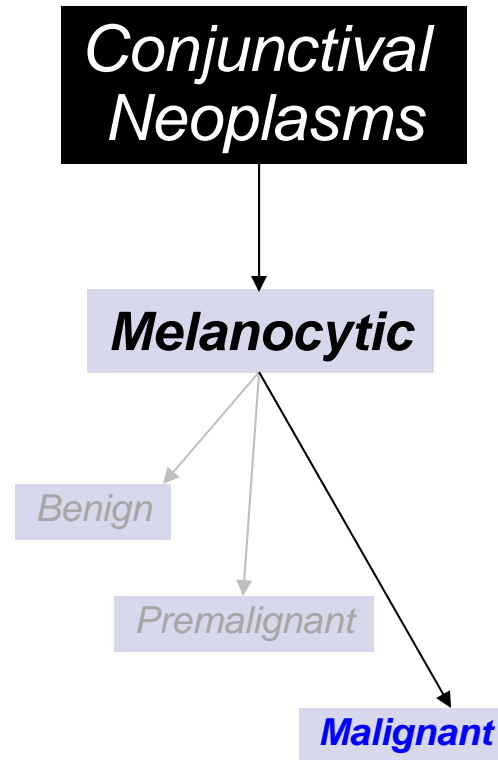 Conjunctival
Neoplasms
Melanocytic
Benign
Premalignant
Malignant